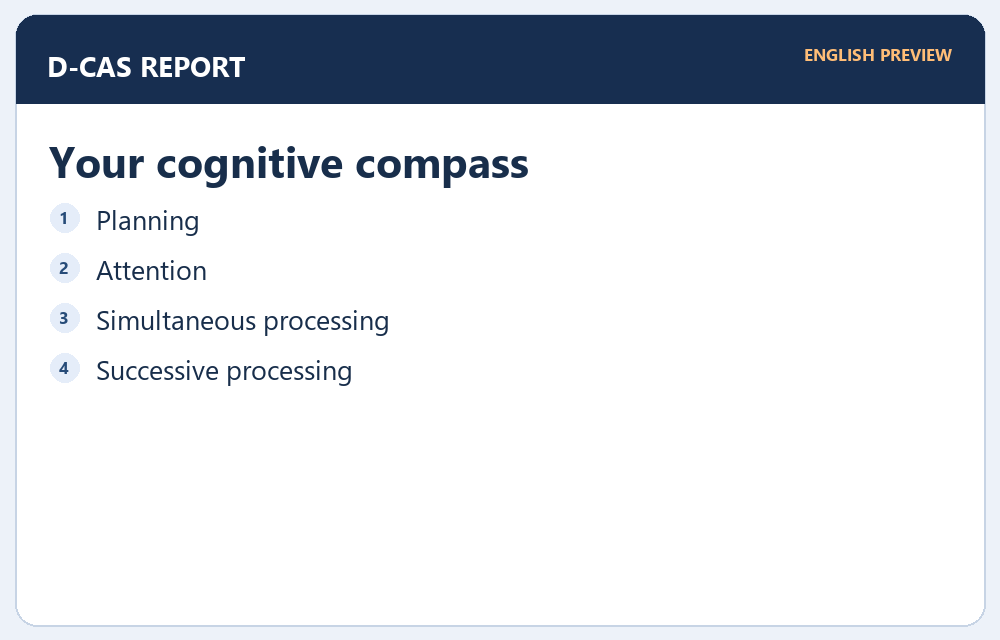 D-CAS REPORT
ENGLISH PREVIEW
Your cognitive compass
1 Planning
2 Attention
3 Simultaneous processing
4 Successive processing